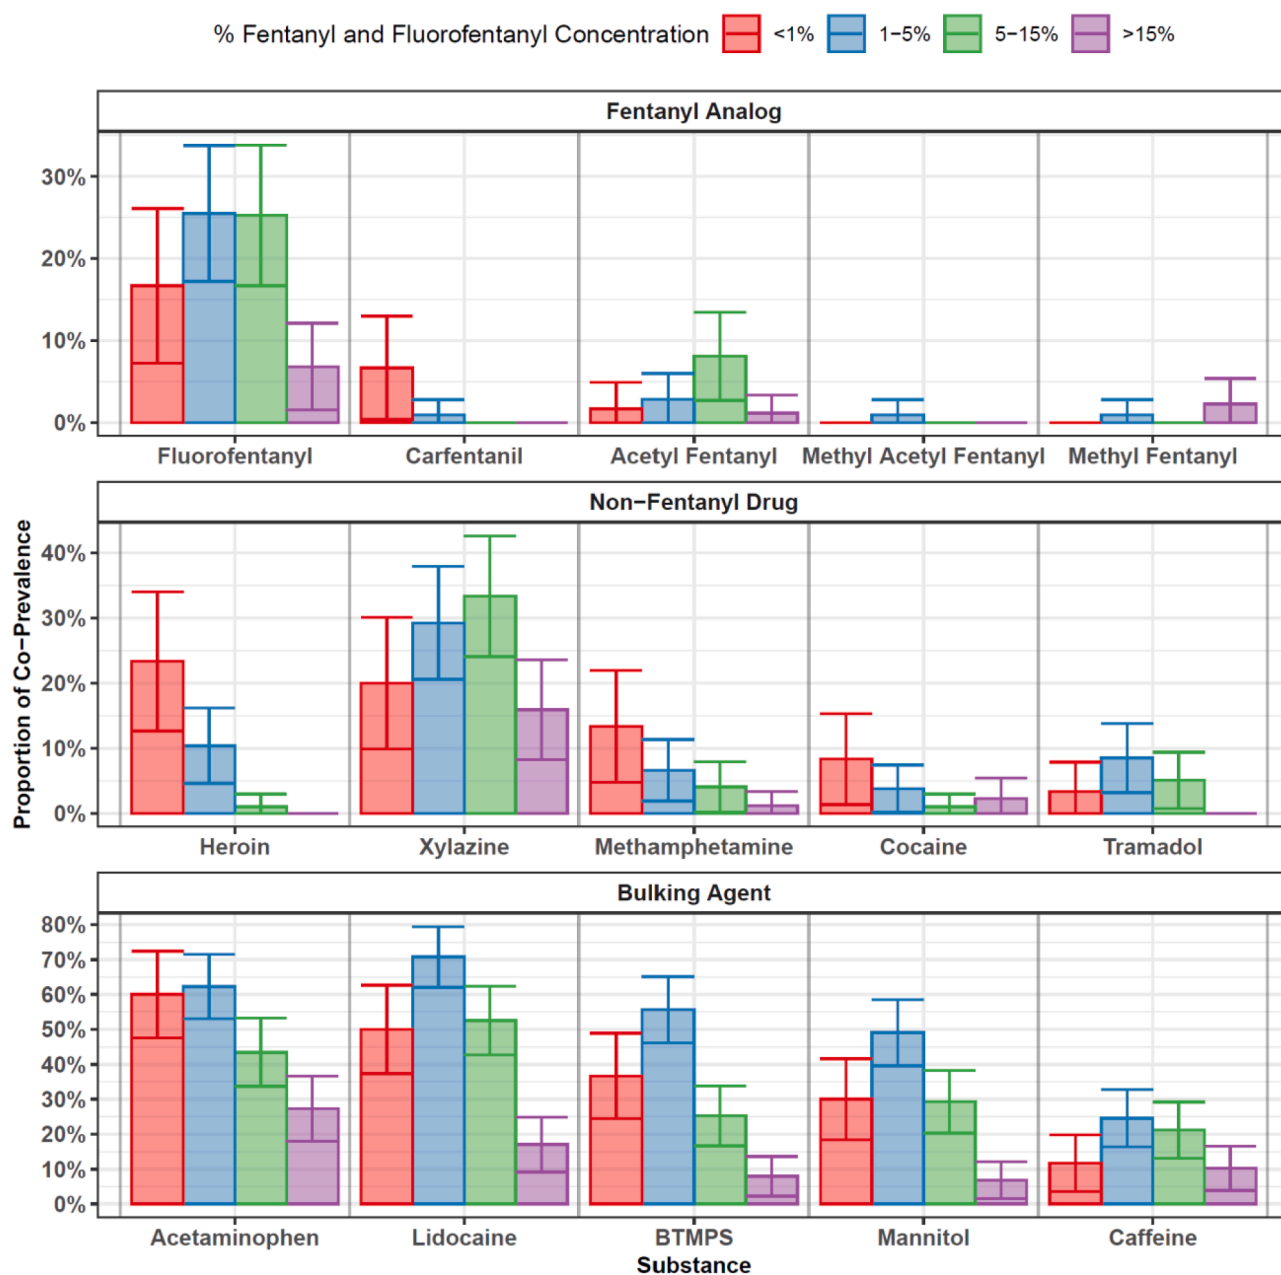 % Fentanyl and Fluorofentanyl Concentration <1% 1−5% 5−15% >15%
Fentanyl Analog
30%
20%
10%
0%
Fluorofentanyl Carfentanil Acetyl Fentanyl Methyl Acetyl Fentanyl Methyl Fentanyl
Non−Fentanyl Drug
Proportion of Co−Prevalence
40%
30%
20%
10%
0%
Heroin Xylazine Methamphetamine Cocaine Tramadol
Bulking Agent
80%
70%
60%
50%
40%
30%
20%
10%
0%
Acetaminophen Lidocaine BTMPS Mannitol Caffeine
Substance